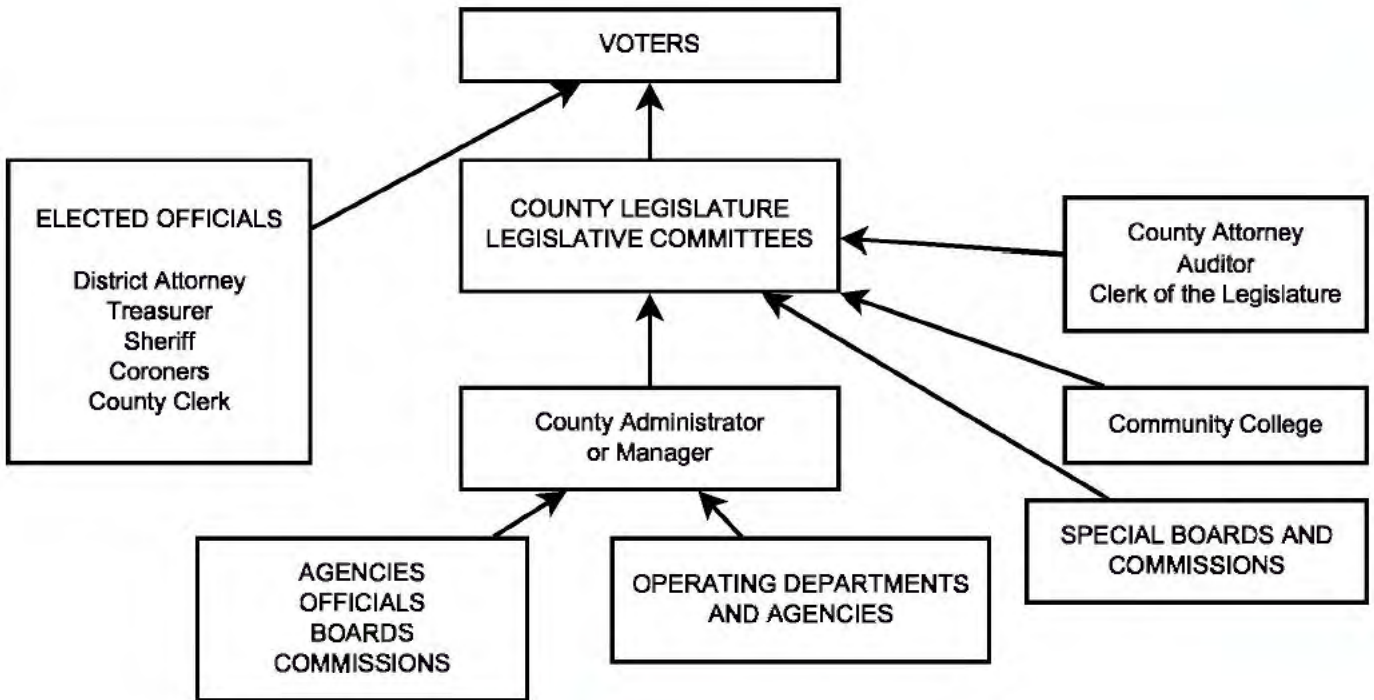 VOTERS
ELECTED OFFICIALS
District Attorney
Treasurer
Sheriff
Coroners
County Clerk
COUNTY LEGISLATURE
LEGISLATIVE COMMITTEES
County Attorney
Auditor
Clerk of the Legislature
County Administrator
or Manager
Community College
SPECIAL BOARDS AND
COMMISSIONS
AGENCIES
OFFICIALS
BOARDS
COMMISSIONS
OPERATING DEPARTMENTS
AND AGENCIES